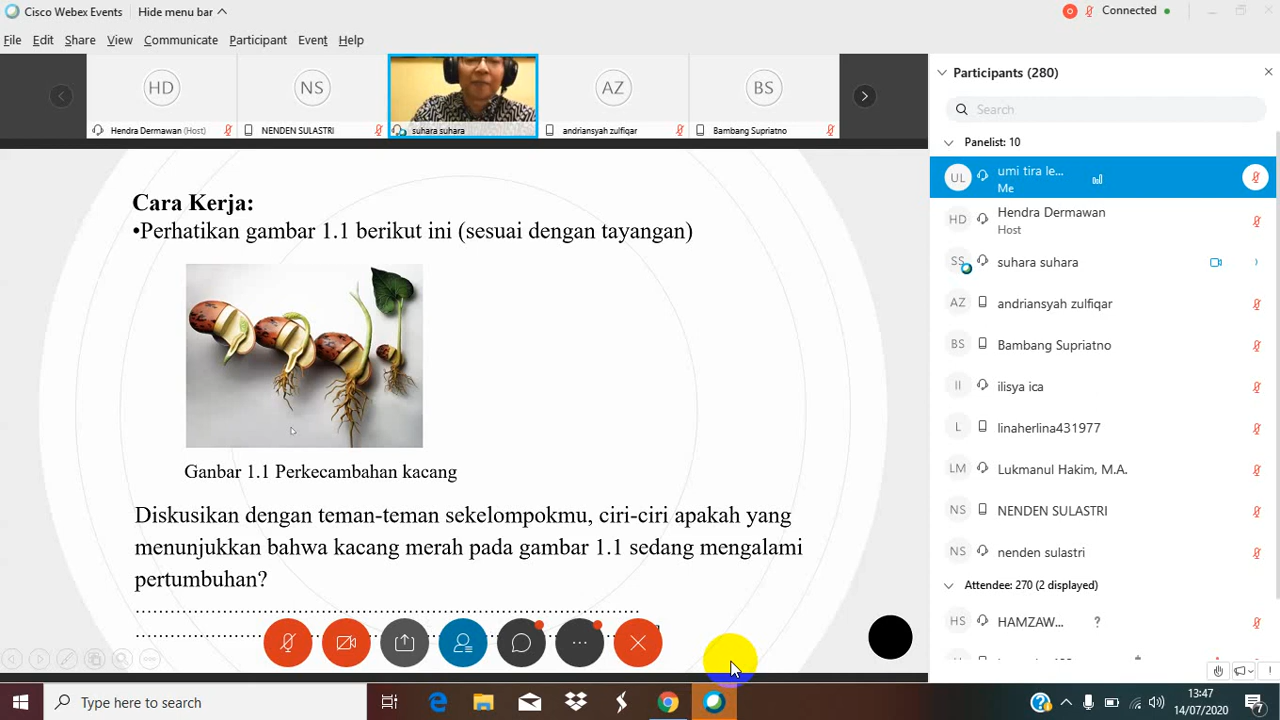 Cisco Webex Events
Hide menu bar
Connected
File Edit Share View Communicate Participant Event Help
HD
NS
AZ
BS
Hendra Dermawan (Host)
NENDEN SULASTRI
suhara suhara
andriansyah zulfiqar
Bambang Supriatno
Participants (280)
Search
Panelist: 10
UL
umi tira le...
Me
HD
Hendra Dermawan
Host
SS
suhara suhara
AZ
andriansyah zulfiqar
BS
Bambang Supriatno
II
ilisya ica
L
linaherlina431977
LM
Lukmanul Hakim, M.A.
NS
NENDEN SULASTRI
NS
nenden sulastri
Attendee: 270 (2 displayed)
HS
HAMZAW...
?
Cara Kerja:
•Perhatikan gambar 1.1 berikut ini (sesuai dengan tayangan)
Ganbar 1.1 Perkecambahan kacang
Diskusikan dengan teman-teman sekelompokmu, ciri-ciri apakah yang
menunjukkan bahwa kacang merah pada gambar 1.1 sedang mengalami
pertumbuhan?
Type here to search
13:47
14/07/2020